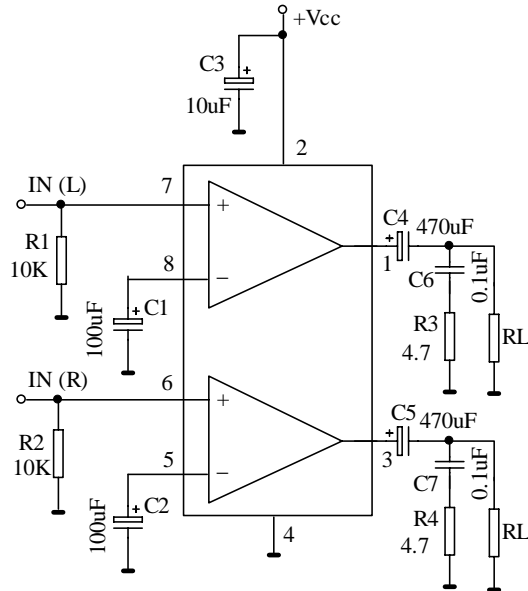 +Vcc
C3
10uF
2
IN (L)
7
+
R1
10K
8
−
C1
100uF
C4
470uF
1
C6
0.1uF
R3
4.7
RL
IN (R)
6
+
R2
10K
5
−
C2
100uF
C5
470uF
3
C7
0.1uF
R4
4.7
RL
4